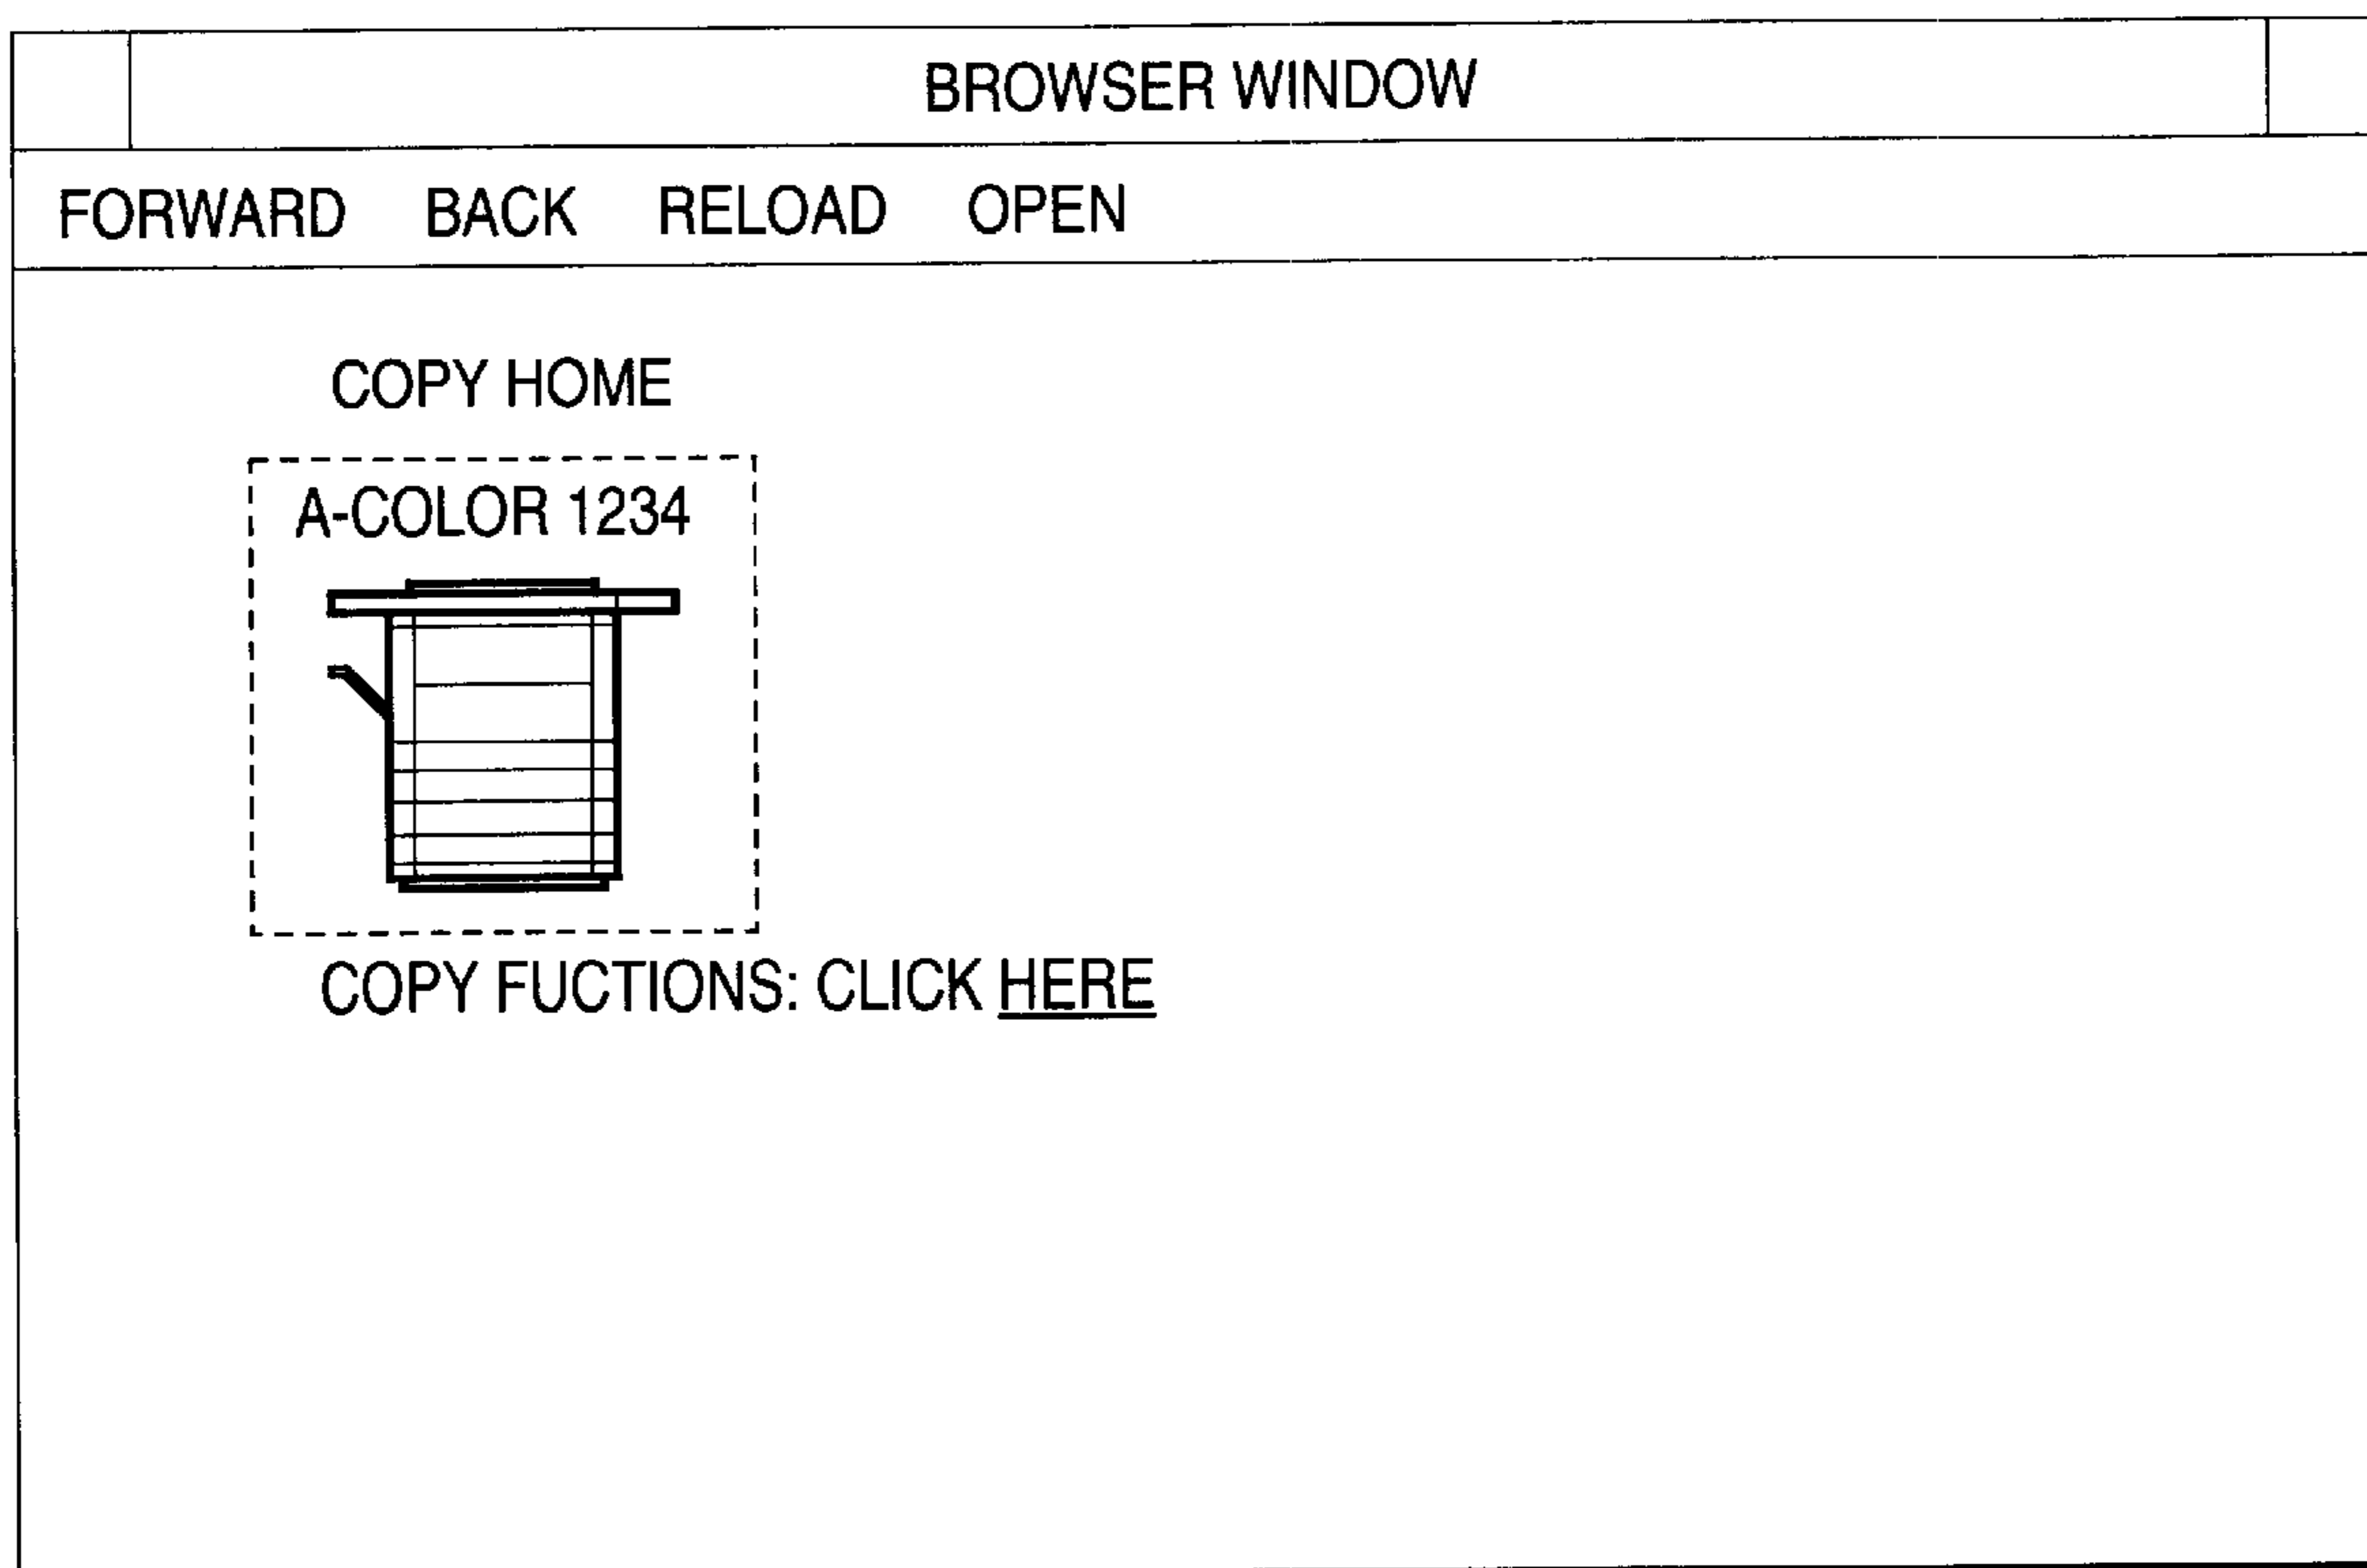 BROWSER WINDOW
FORWARD BACK RELOAD OPEN
COPY HOME
A-COLOR 1234
COPY FUCTIONS: CLICK HERE